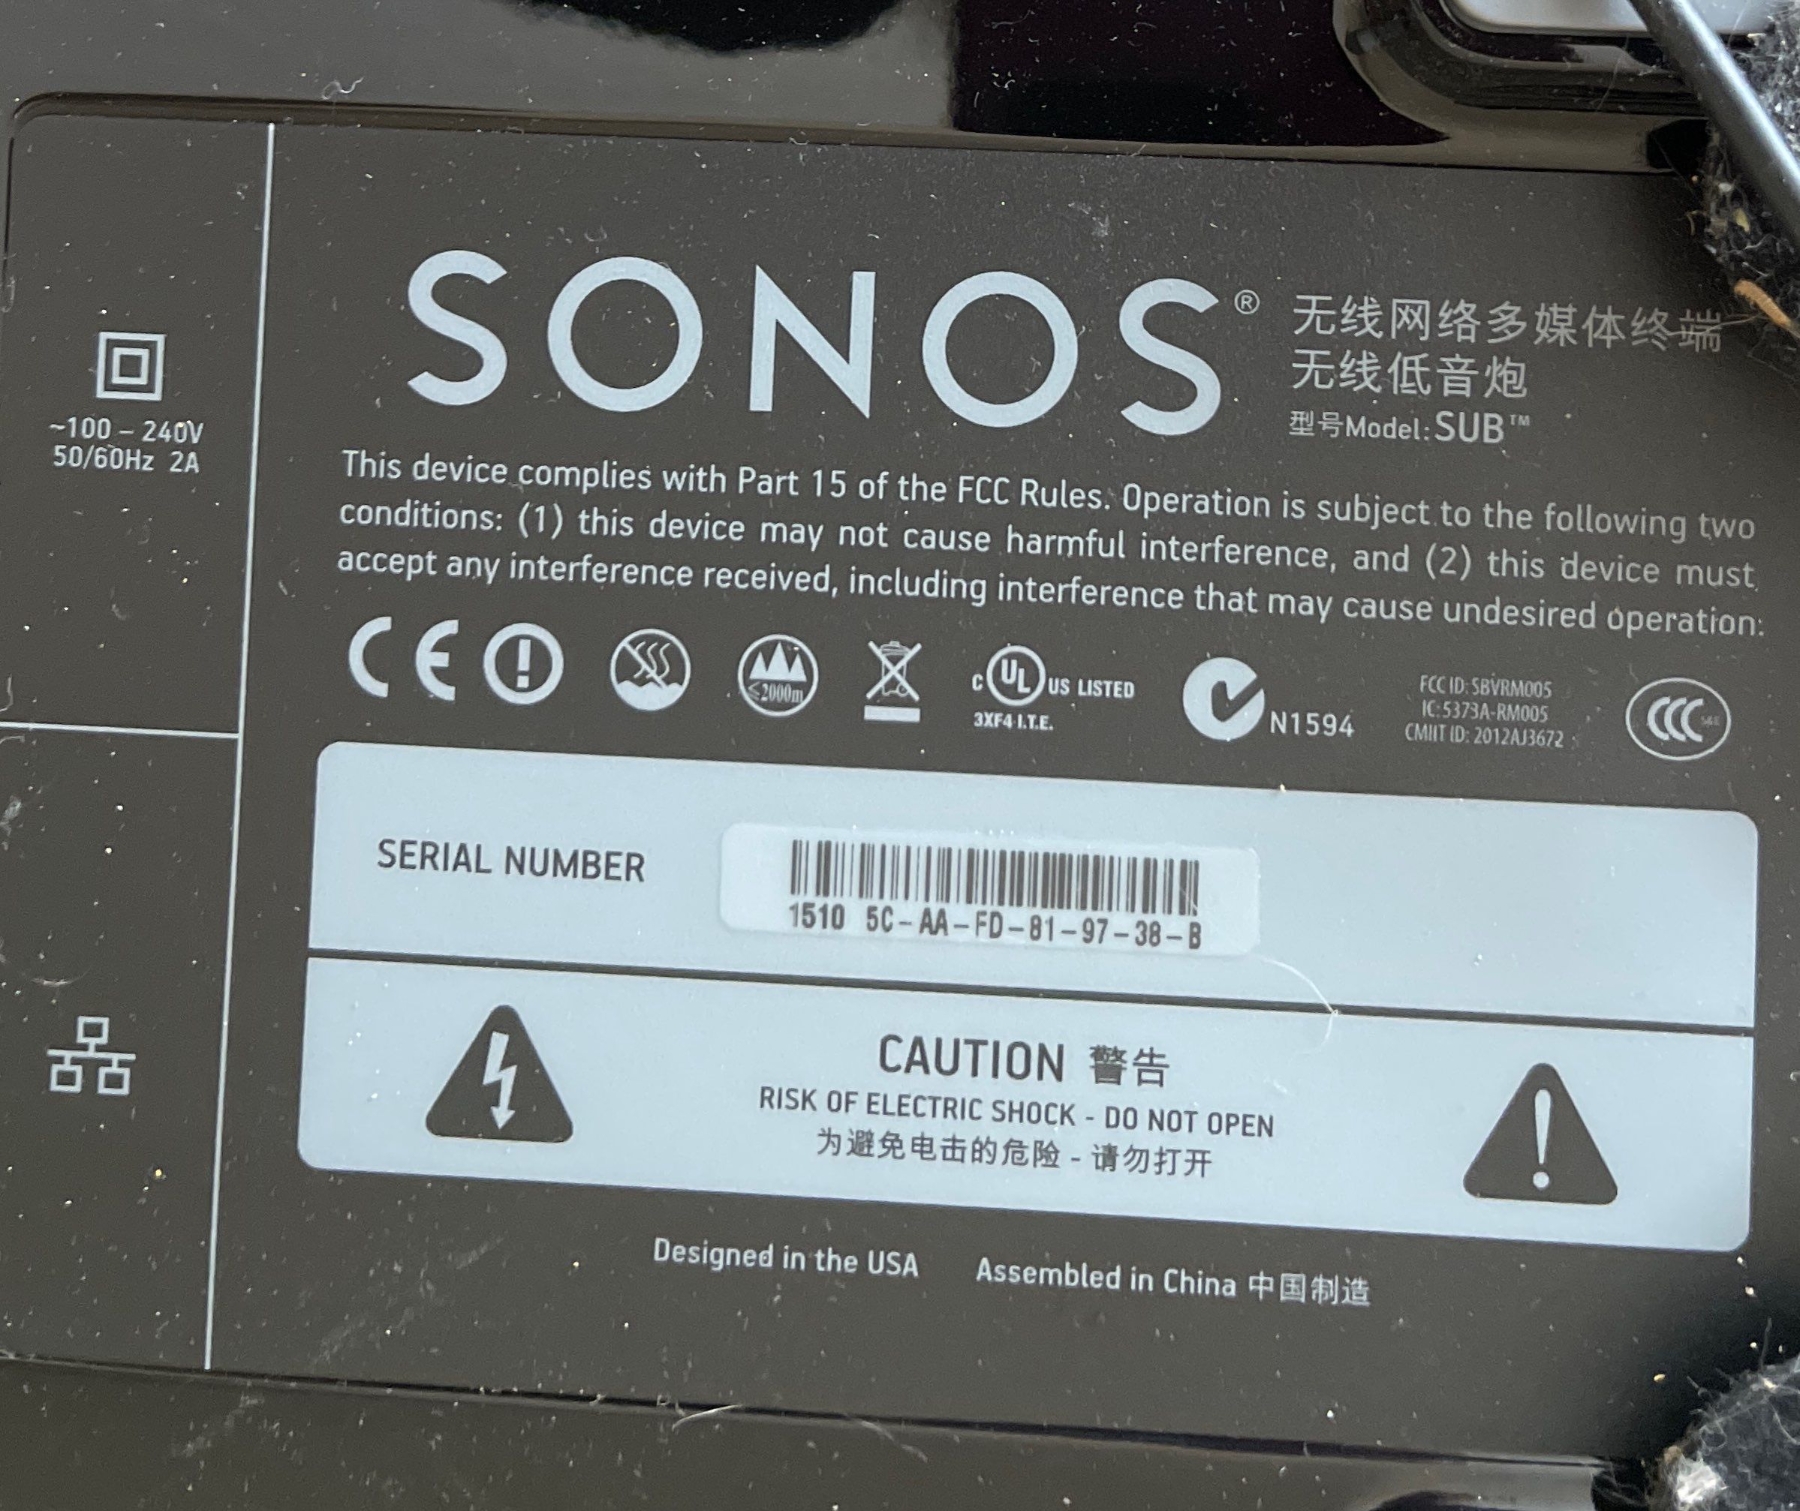 ~100 – 240V
50/60Hz 2A
SONOS®
无线网络多媒体终端
无线低音炮
型号Model: SUB™
This device complies with Part 15 of the FCC Rules. Operation is subject to the following two
conditions: (1) this device may not cause harmful interference, and (2) this device must
accept any interference received, including interference that may cause undesired operation.
CE
≤2000m
C UL US LISTED
3XF4 I.T.E.
N1594
FCC ID: SBVRM005
IC: 5373A-RM005
CMIIT ID: 2012AJ3672
CCC S&E
SERIAL NUMBER
1510 5C-AA-FD-81-97-38-B
CAUTION 警告
RISK OF ELECTRIC SHOCK - DO NOT OPEN
为避免电击的危险 - 请勿打开
Designed in the USA Assembled in China 中国制造